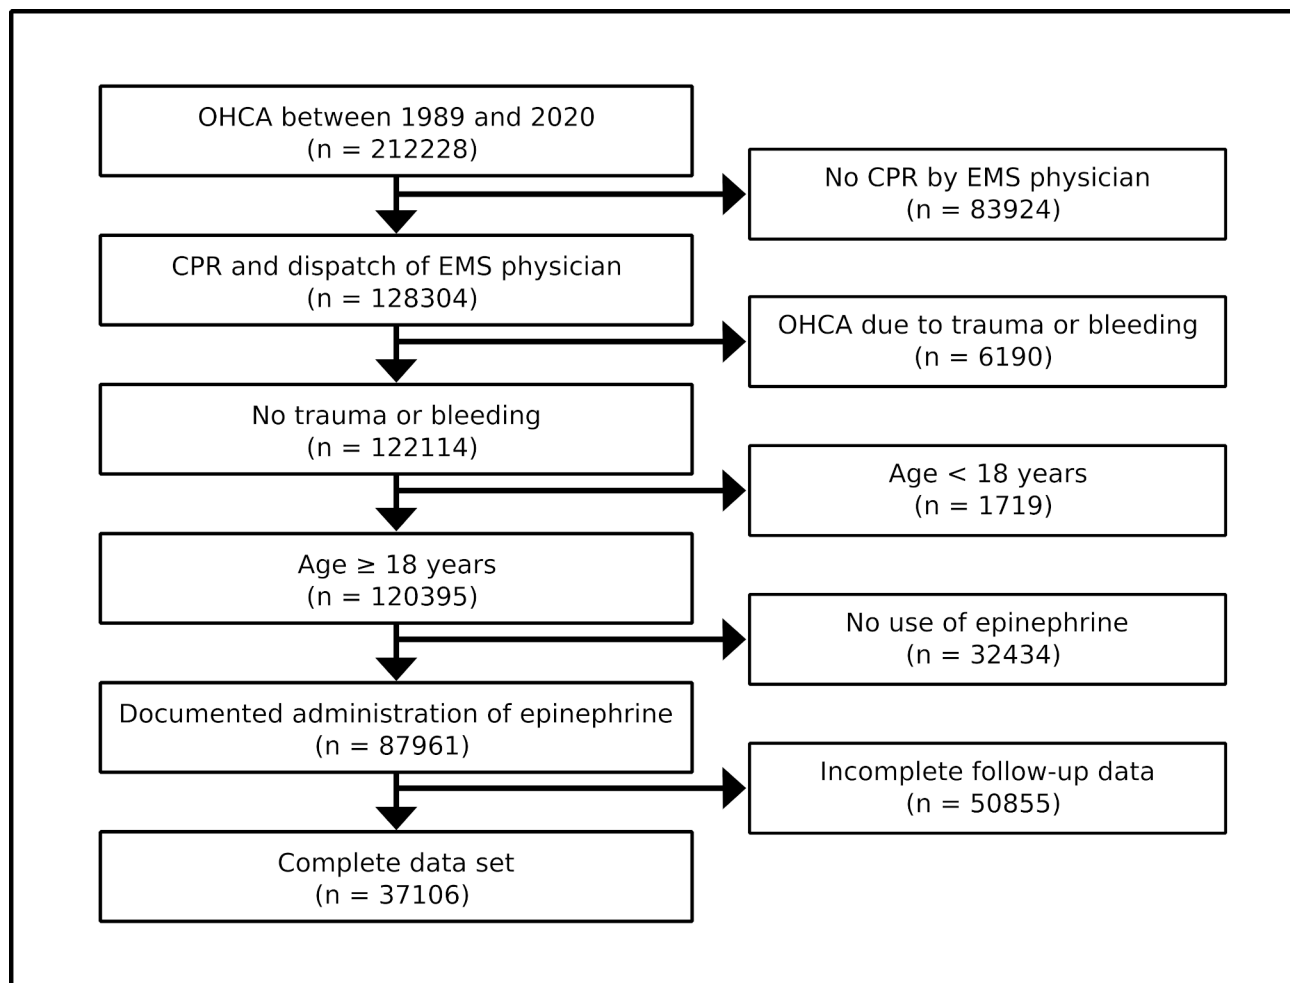 OHCA between 1989 and 2020
(n = 212228)
No CPR by EMS physician
(n = 83924)
CPR and dispatch of EMS physician
(n = 128304)
OHCA due to trauma or bleeding
(n = 6190)
No trauma or bleeding
(n = 122114)
Age < 18 years
(n = 1719)
Age ≥ 18 years
(n = 120395)
No use of epinephrine
(n = 32434)
Documented administration of epinephrine
(n = 87961)
Incomplete follow-up data
(n = 50855)
Complete data set
(n = 37106)